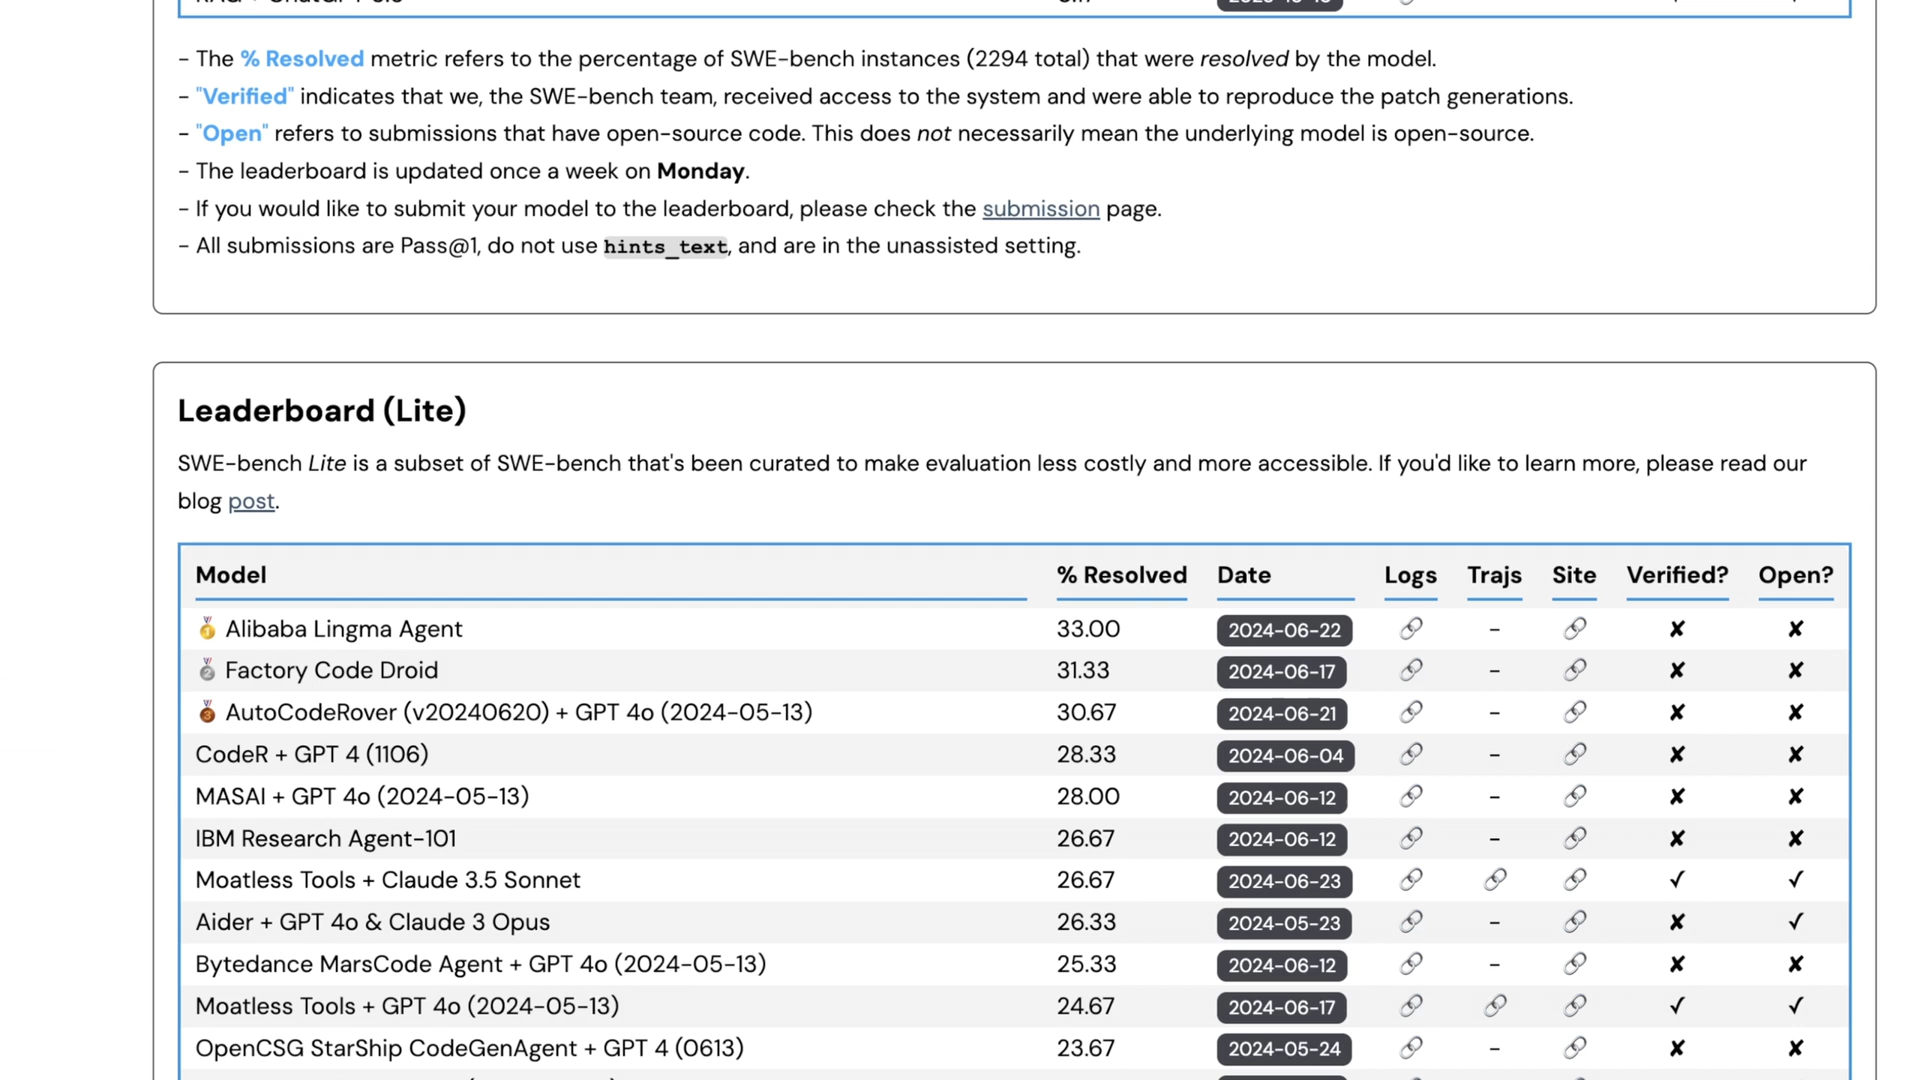 – The % Resolved metric refers to the percentage of SWE-bench instances (2294 total) that were resolved by the model.
– "Verified" indicates that we, the SWE-bench team, received access to the system and were able to reproduce the patch generations.
– "Open" refers to submissions that have open-source code. This does not necessarily mean the underlying model is open-source.
– The leaderboard is updated once a week on Monday.
– If you would like to submit your model to the leaderboard, please check the submission page.
– All submissions are Pass@1, do not use hints_text, and are in the unassisted setting.
Leaderboard (Lite)
SWE-bench Lite is a subset of SWE-bench that's been curated to make evaluation less costly and more accessible. If you'd like to learn more, please read our
blog post.
Model % Resolved Date Logs Trajs Site Verified? Open?
🥇 Alibaba Lingma Agent 33.00 2024-06-22 🔗 – 🔗 ✘ ✘
🥈 Factory Code Droid 31.33 2024-06-17 🔗 – 🔗 ✘ ✘
🥉 AutoCodeRover (v20240620) + GPT 4o (2024-05-13) 30.67 2024-06-21 🔗 – 🔗 ✘ ✘
CodeR + GPT 4 (1106) 28.33 2024-06-04 🔗 – 🔗 ✘ ✘
MASAI + GPT 4o (2024-05-13) 28.00 2024-06-12 🔗 – 🔗 ✘ ✘
IBM Research Agent-101 26.67 2024-06-12 🔗 – 🔗 ✘ ✘
Moatless Tools + Claude 3.5 Sonnet 26.67 2024-06-23 🔗 🔗 🔗 ✓ ✓
Aider + GPT 4o & Claude 3 Opus 26.33 2024-05-23 🔗 – 🔗 ✘ ✓
Bytedance MarsCode Agent + GPT 4o (2024-05-13) 25.33 2024-06-12 🔗 – 🔗 ✘ ✘
Moatless Tools + GPT 4o (2024-05-13) 24.67 2024-06-17 🔗 🔗 🔗 ✓ ✓
OpenCSG StarShip CodeGenAgent + GPT 4 (0613) 23.67 2024-05-24 🔗 – 🔗 ✘ ✘